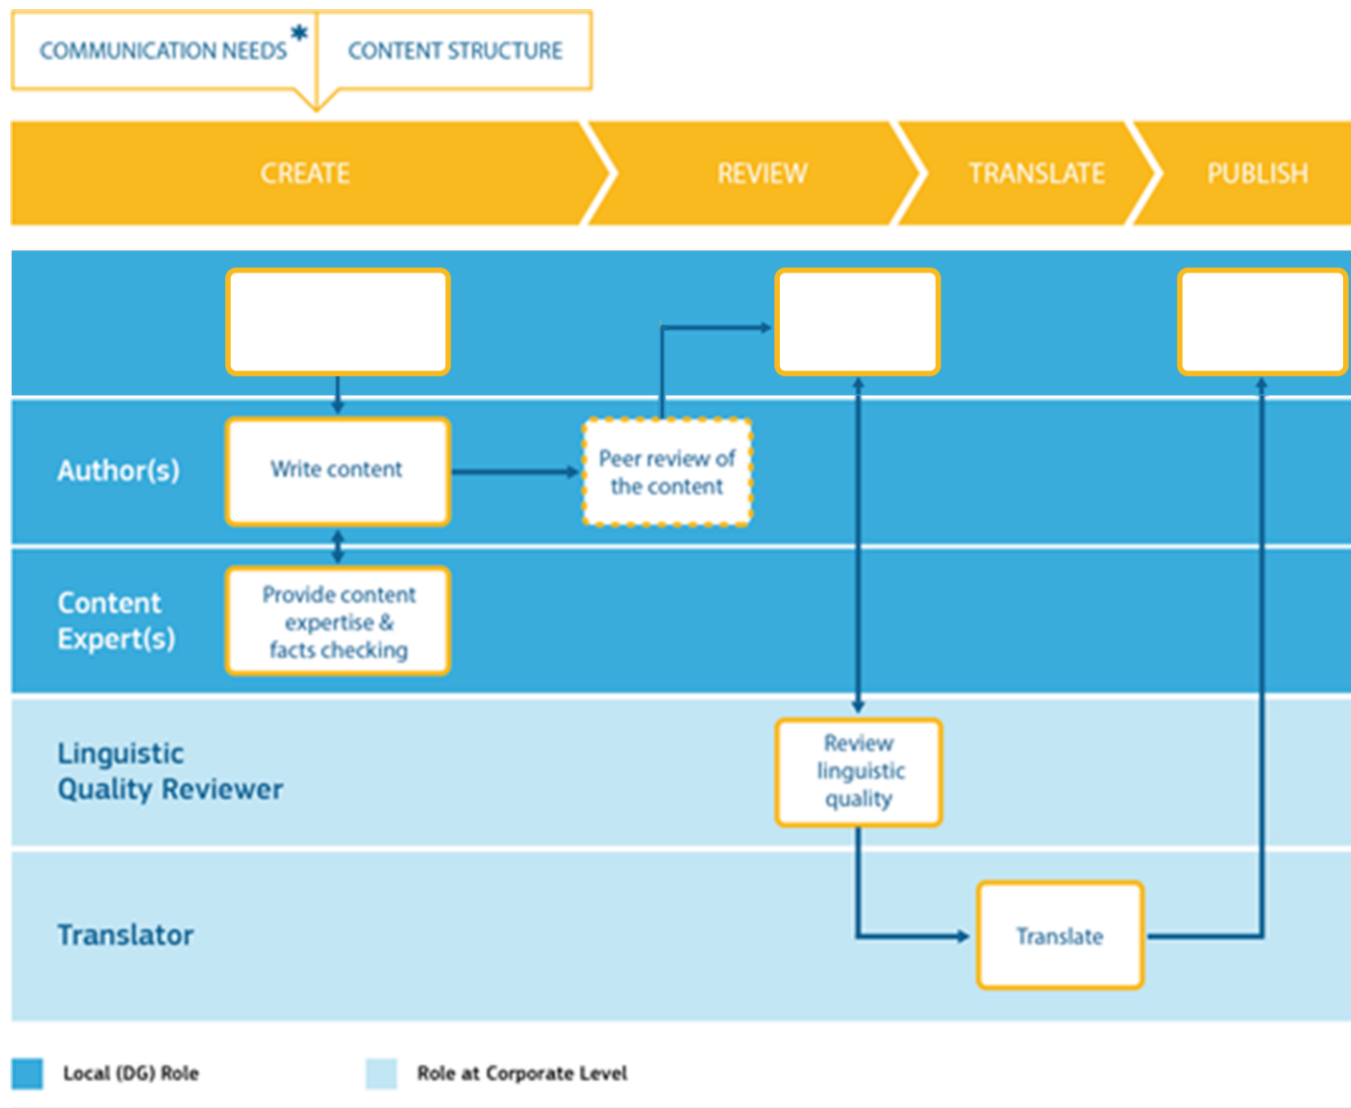 COMMUNICATION NEEDS *
CONTENT STRUCTURE
CREATE
REVIEW
TRANSLATE
PUBLISH
Author(s)
Write content
Peer review of
the content
Content
Expert(s)
Provide content
expertise &
facts checking
Linguistic
Quality Reviewer
Review
linguistic
quality
Translator
Translate
Local (DG) Role
Role at Corporate Level